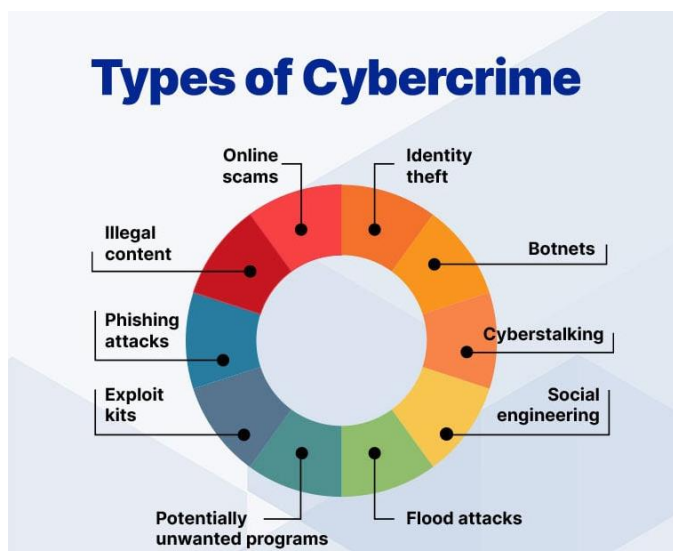 Types of Cybercrime
Online
scams
Identity
theft
Illegal
content
Botnets
Phishing
attacks
Cyberstalking
Exploit
kits
Social
engineering
Potentially
unwanted programs
Flood attacks